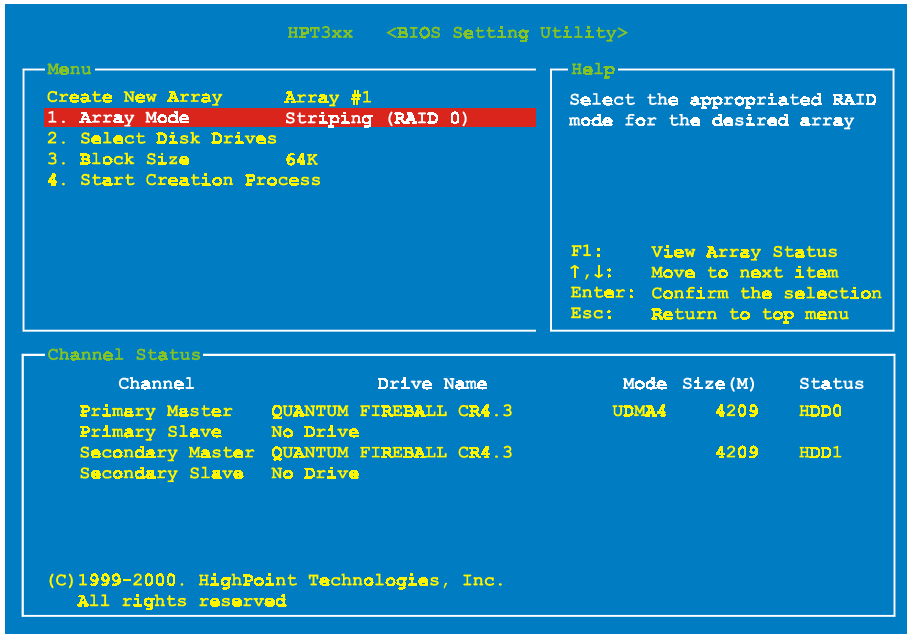 HPT3xx <BIOS Setting Utility>
Menu
Create New Array Array #1
1. Array Mode Striping (RAID 0)
2. Select Disk Drives
3. Block Size 64K
4. Start Creation Process
Help
Select the appropriated RAID
mode for the desired array
F1: View Array Status
↑,↓: Move to next item
Enter: Confirm the selection
Esc: Return to top menu
Channel Status
Channel Drive Name Mode Size(M) Status
Primary Master QUANTUM FIREBALL CR4.3 UDMA4 4209 HDD0
Primary Slave No Drive
Secondary Master QUANTUM FIREBALL CR4.3 4209 HDD1
Secondary Slave No Drive
(C)1999-2000. HighPoint Technologies, Inc.
All rights reserved